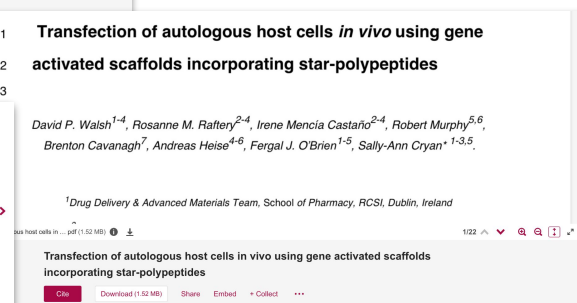 1 Transfection of autologous host cells in vivo using gene
2 activated scaffolds incorporating star-polypeptides
3
David P. Walsh1-4, Rosanne M. Raftery2-4, Irene Mencía Castaño2-4, Robert Murphy5,6,
Brenton Cavanagh7, Andreas Heise4-6, Fergal J. O'Brien1-5, Sally-Ann Cryan* 1-3,5.
1Drug Delivery & Advanced Materials Team, School of Pharmacy, RCSI, Dublin, Ireland
ous host cells in ... pdf (1.52 MB)
1/22
Transfection of autologous host cells in vivo using gene activated scaffolds
incorporating star-polypeptides
Cite Download (1.52 MB) Share Embed + Collect •••